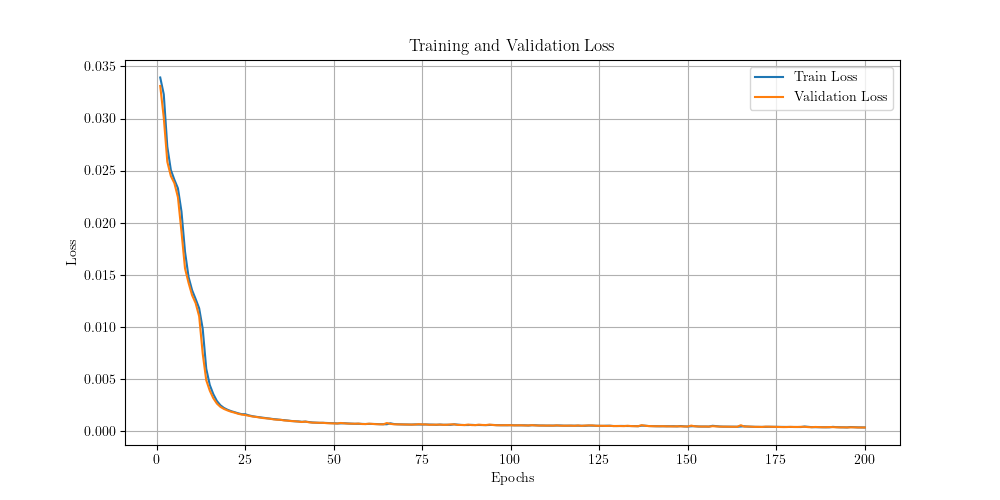 Training and Validation Loss
Train Loss
Validation Loss
0.035
0.030
0.025
0.020
0.015
0.010
0.005
0.000
Loss
0 25 50 75 100 125 150 175 200
Epochs